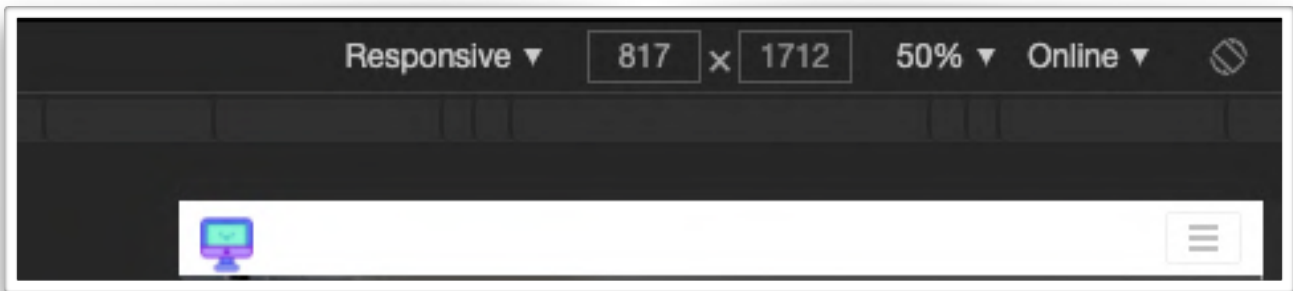 Responsive ▼ 817 × 1712 50% ▼ Online ▼